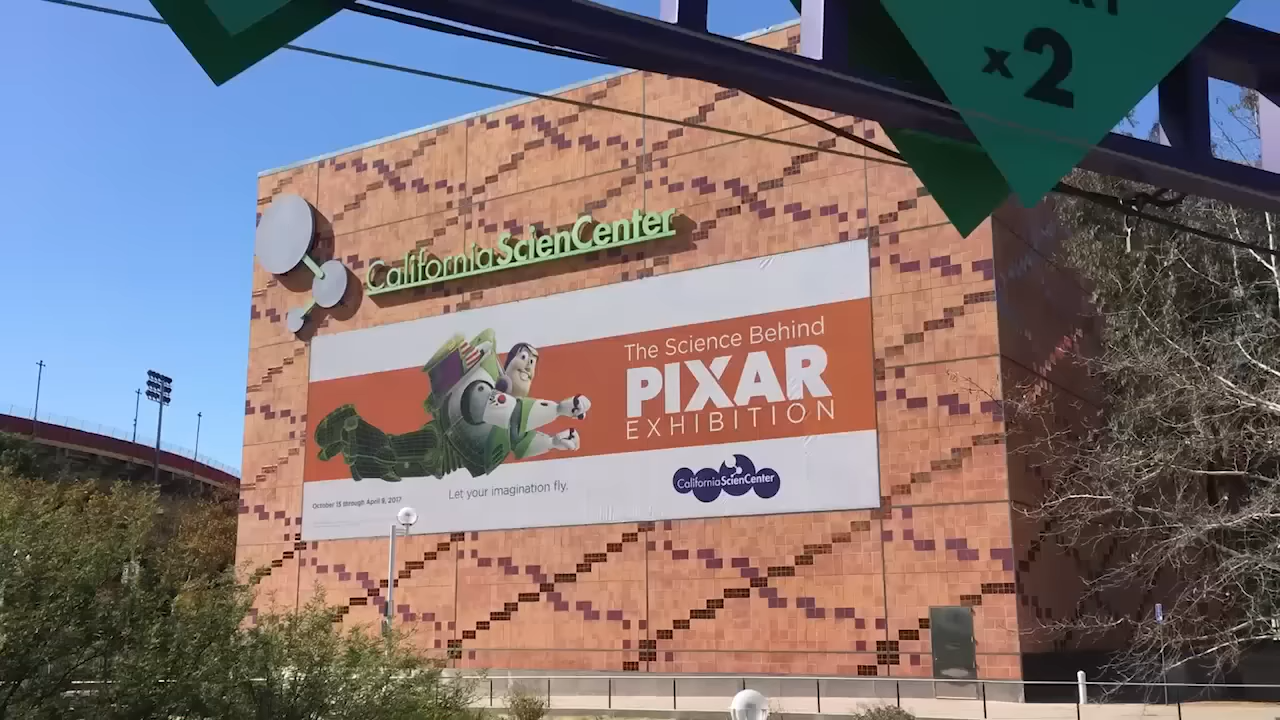 x2
CaliforniaScienCenter
The Science Behind
PIXAR
EXHIBITION
CaliforniaScienCenter
Let your imagination fly.
October 15 through April 9, 2017